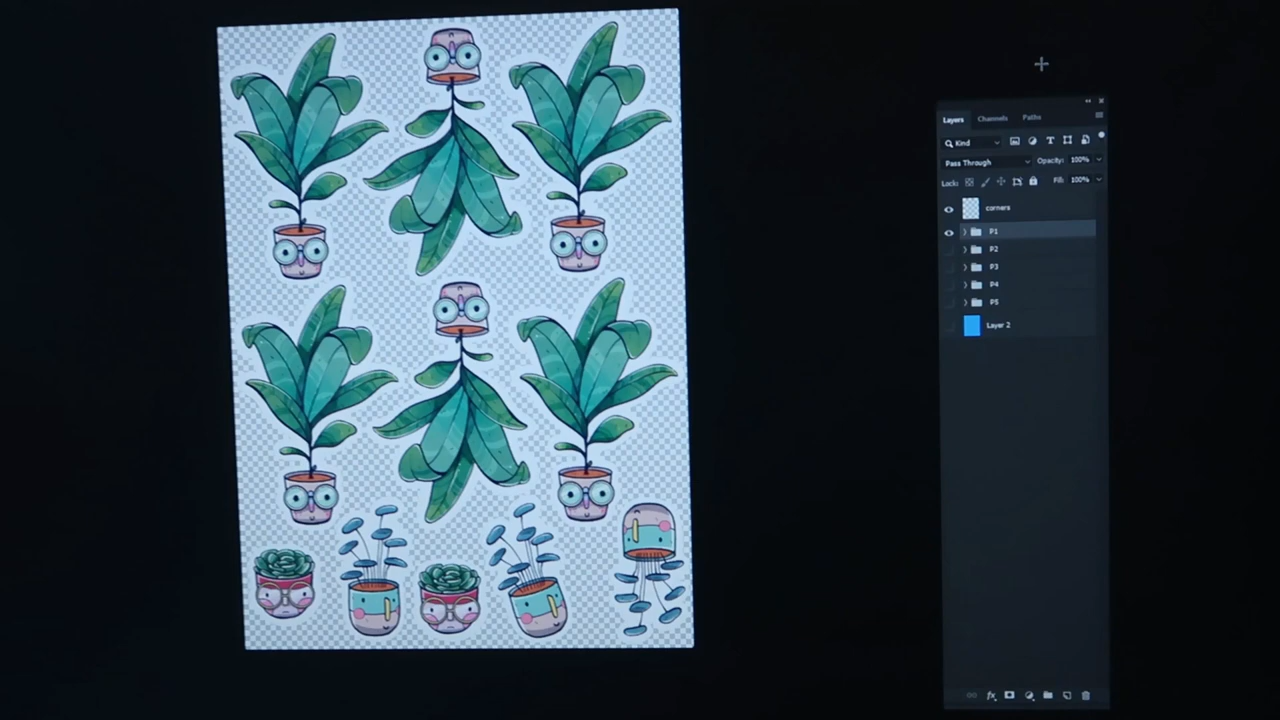 Layers Channels Paths
Kind
Pass Through Opacity: 100%
Lock: Fill: 100%
corners
P1
P2
P3
P4
P5
Layer 2
fx